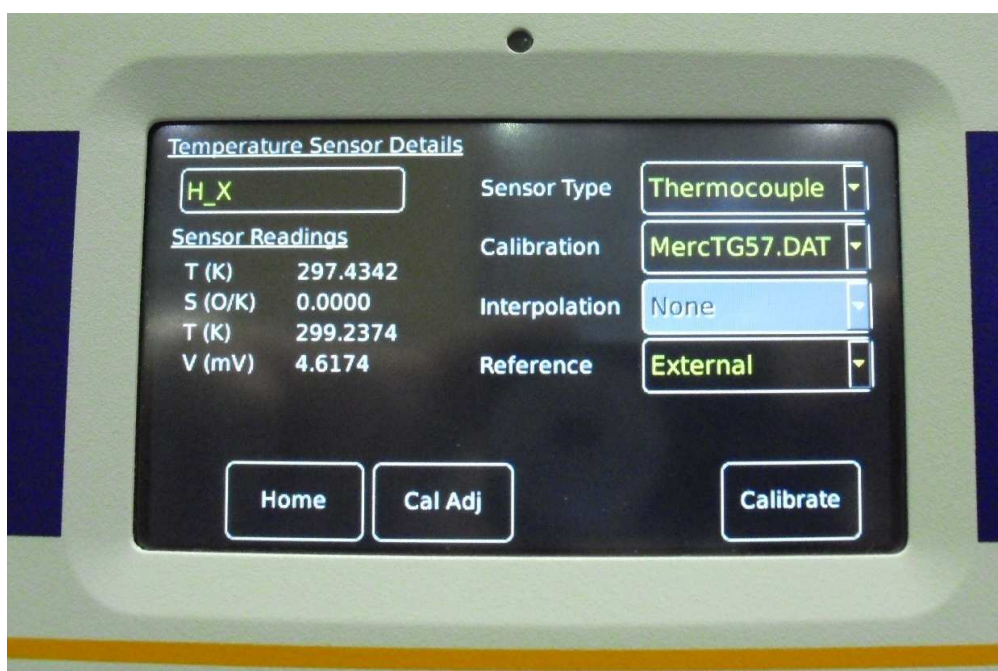 Temperature Sensor Details
H_X
Sensor Type Thermocouple
Sensor Readings
Calibration MercTG57.DAT
T (K) 297.4342
S (O/K) 0.0000
Interpolation None
T (K) 299.2374
V (mV) 4.6174
Reference External
Home Cal Adj Calibrate